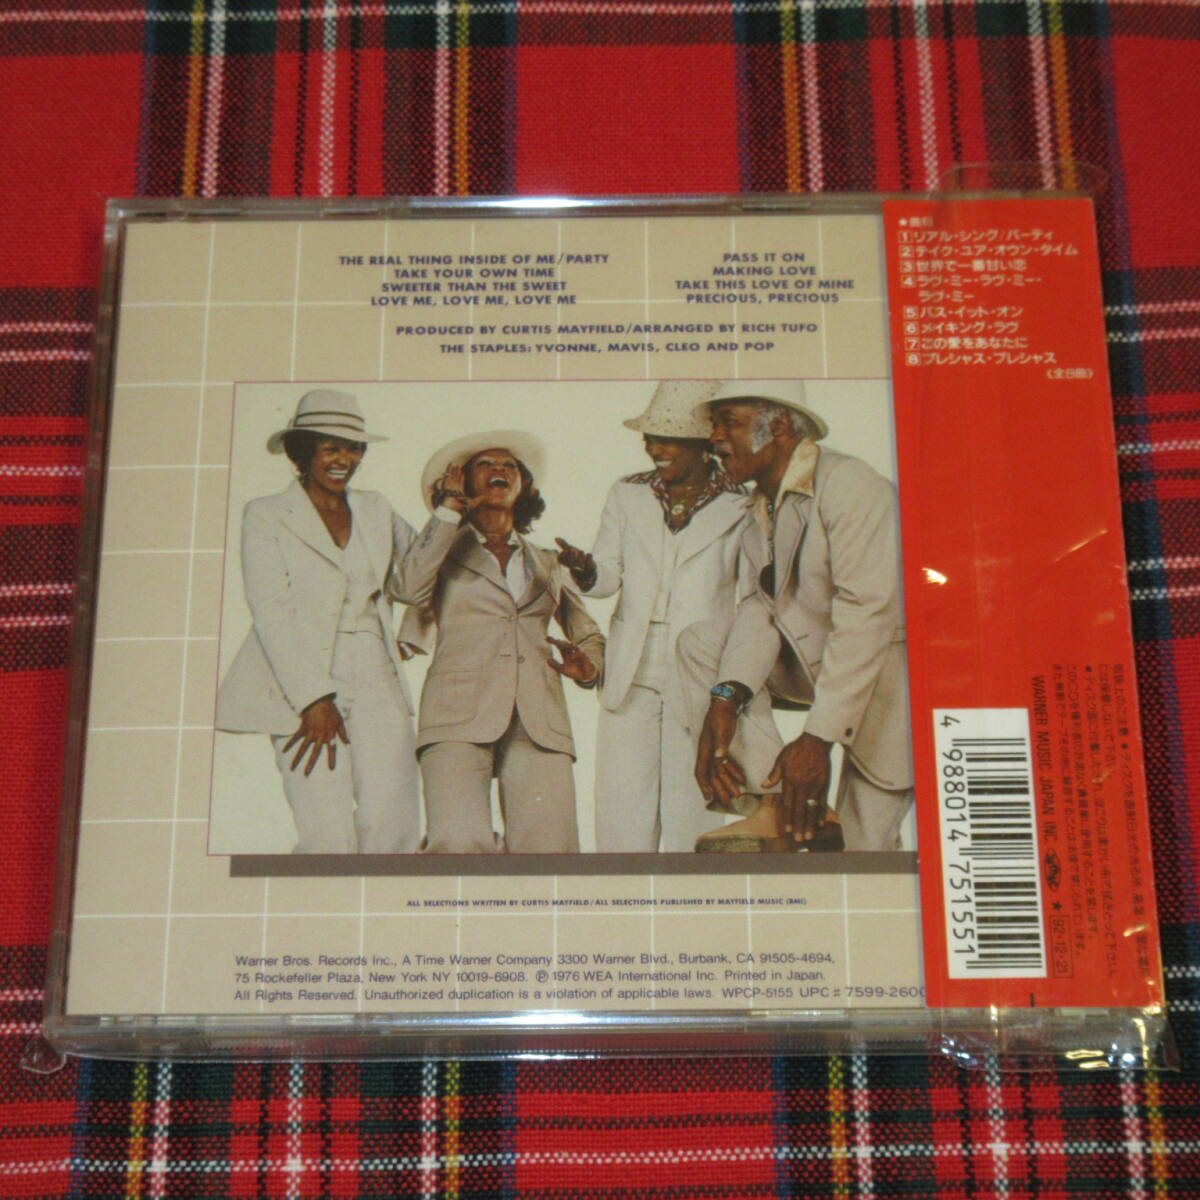 THE REAL THING INSIDE OF ME/PARTY
TAKE YOUR OWN TIME
SWEETER THAN THE SWEET
LOVE ME, LOVE ME, LOVE ME
PASS IT ON
MAKING LOVE
TAKE THIS LOVE OF MINE
PRECIOUS, PRECIOUS
PRODUCED BY CURTIS MAYFIELD/ARRANGED BY RICH TUFO
THE STAPLES: YVONNE, MAVIS, CLEO AND POP
ALL SELECTIONS WRITTEN BY CURTIS MAYFIELD/ALL SELECTIONS PUBLISHED BY MAYFIELD MUSIC (BMI)
Warner Bros. Records Inc., A Time Warner Company 3300 Warner Blvd., Burbank, CA 91505-4694,
75 Rockefeller Plaza, New York NY 10019-6908. ℗ 1976 WEA International Inc. Printed in Japan.
All Rights Reserved. Unauthorized duplication is a violation of applicable laws. WPCP-5155 UPC # 7599-2600
★曲目
1 リアル・シング/パーティ
2 テイク・ユア・オウン・タイム
3 世界で一番甘い恋
4 ラヴ・ミー・ラヴ・ミー・
ラヴ・ミー
5 パス・イット・オン
6 メイキング・ラヴ
7 この愛をあなたに
8 プレシャス・プレシャス
《全8曲》
WARNER MUSIC JAPAN INC. ★ 92・12・2
4 988014 751551